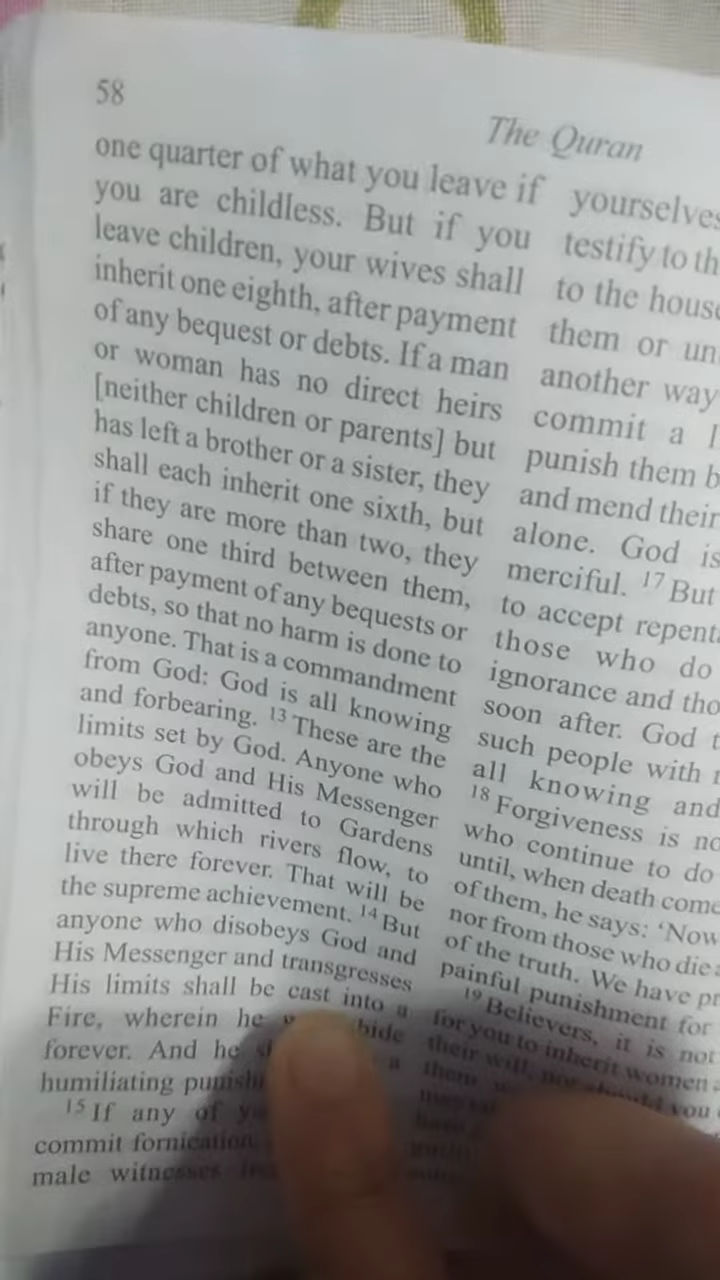 58
The Quran
one quarter of what you leave if
you are childless. But if you
leave children, your wives shall
inherit one eighth, after payment
of any bequest or debts. If a man
or woman has no direct heirs
[neither children or parents] but
has left a brother or a sister, they
shall each inherit one sixth, but
if they are more than two, they
share one third between them,
after payment of any bequests or
debts, so that no harm is done to
anyone. That is a commandment
from God: God is all knowing
and forbearing. 13 These are the
limits set by God. Anyone who
obeys God and His Messenger
will be admitted to Gardens
through which rivers flow, to
live there forever. That will be
the supreme achievement. 14 But
anyone who disobeys God and
His Messenger and transgresses
His limits shall be cast into a
Fire, wherein he
forever. And he a
humiliating
15 If any of
commit fornication
male witnesses
yourselves
testify to
to the
them or
another way
commit a
punish them
and mend their
alone. God is
merciful. 17 But
to accept
those who do
ignorance and
soon after. God
such people with
all knowing and
18 Forgiveness is
who continue to do
until, when death
of them, he says: 'Now
nor from those who die
of the truth. We have
painful punishment for
19 Believers, it is not
for you to inherit women
their will, nor should you
them